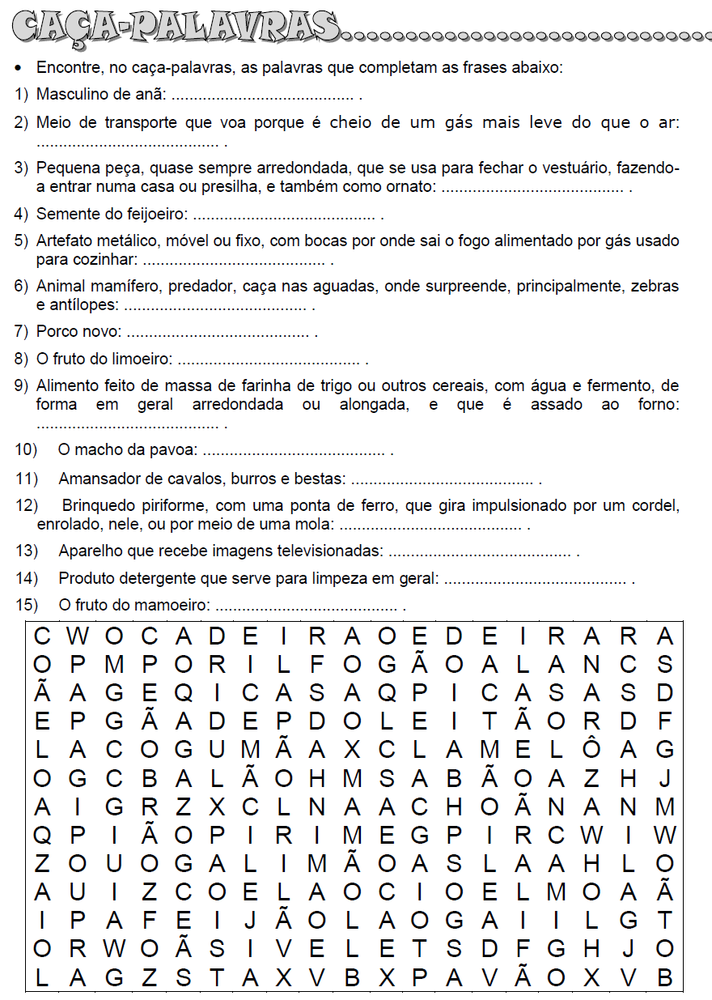 CAÇA-PALAVRAS
• Encontre, no caça-palavras, as palavras que completam as frases abaixo:
1) Masculino de anã: ......................................... .
2) Meio de transporte que voa porque é cheio de um gás mais leve do que o ar:
......................................... .
3) Pequena peça, quase sempre arredondada, que se usa para fechar o vestuário, fazendo-
a entrar numa casa ou presilha, e também como ornato: ......................................... .
4) Semente do feijoeiro: ......................................... .
5) Artefato metálico, móvel ou fixo, com bocas por onde sai o fogo alimentado por gás usado
para cozinhar: ......................................... .
6) Animal mamífero, predador, caça nas aguadas, onde surpreende, principalmente, zebras
e antílopes: ......................................... .
7) Porco novo: ......................................... .
8) O fruto do limoeiro: ......................................... .
9) Alimento feito de massa de farinha de trigo ou outros cereais, com água e fermento, de
forma em geral arredondada ou alongada, e que é assado ao forno:
......................................... .
10) O macho da pavoa: ......................................... .
11) Amansador de cavalos, burros e bestas: ......................................... .
12) Brinquedo piriforme, com uma ponta de ferro, que gira impulsionado por um cordel,
enrolado, nele, ou por meio de uma mola: ......................................... .
13) Aparelho que recebe imagens televisionadas: ......................................... .
14) Produto detergente que serve para limpeza em geral: ......................................... .
15) O fruto do mamoeiro: ......................................... .
C W O C A D E I R A O E D E I R A R A
O P M P O R I L F O G Ã O A L A N C S
Ã A G E Q I C A S A Q P I C A S A S D
E P G Ã A D E P D O L E I T Ã O R D F
L A C O G U M Ã A X C L A M E L Ô A G
O G C B A L Ã O H M S A B Ã O A Z H J
A I G R Z X C L N A A C H O Ã N A N M
Q P I Ã O P I R I M E G P I R C W I W
Z O U O G A L I M Ã O A S L A A H L O
A U I Z C O E L A O C I O E L M O A Ã
I P A F E I J Ã O L A O G A I I L G T
O R W O Ã S I V E L E T S D F G H J O
L A G Z S T A X V B X P A V Ã O X V B